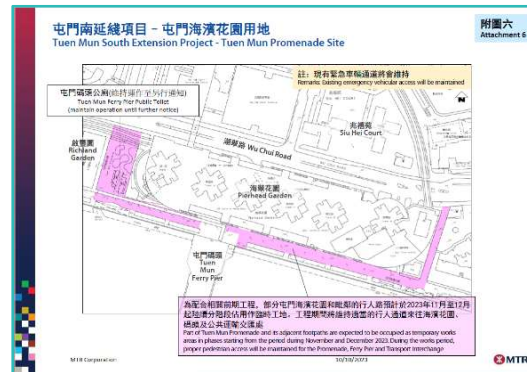 屯門南延綫項目 – 屯門海濱花園用地
Tuen Mun South Extension Project - Tuen Mun Promenade Site
附圖六
Attachment 6
註：現有緊急車輛通道將會維持
Remarks: Existing emergency vehicular access will be maintained
屯門碼頭公廁(維持運作至另行通知)
Tuen Mun Ferry Pier Public Toilet
(maintain operation until further notice)
N
兆禧苑
Siu Hei Court
啟豐園
Richland
Garden
湖翠路 Wu Chui Road
海翠花園
Pierhead Garden
屯門碼頭
Tuen
Mun
Ferry Pier
為配合相關前期工程，部分屯門海濱花園和毗鄰的行人路預計於2023年11月至12月
起陸續分階段佔用作臨時工地。工程期間將維持適當的行人通道來往海濱花園、
碼頭及公共運輸交匯處
Part of Tuen Mun Promenade and its adjacent footpaths are expected to be occupied as temporary works
areas in phases starting from the period during November and December 2023. During the works period,
proper pedestrian access will be maintained for the Promenade, Ferry Pier and Transport Interchange
MTR Corporation
10/10/2023
MTR